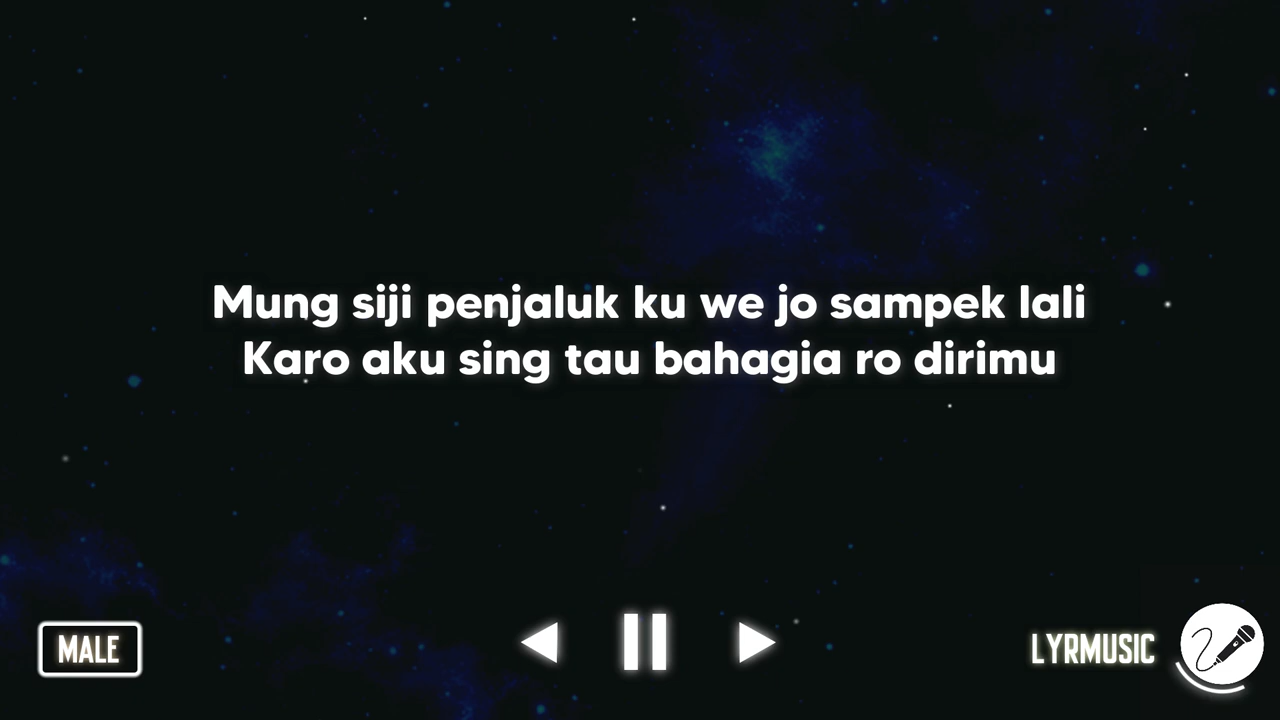 Mung siji penjaluk ku we jo sampek lali
Karo aku sing tau bahagia ro dirimu
MALE
LYRMUSIC